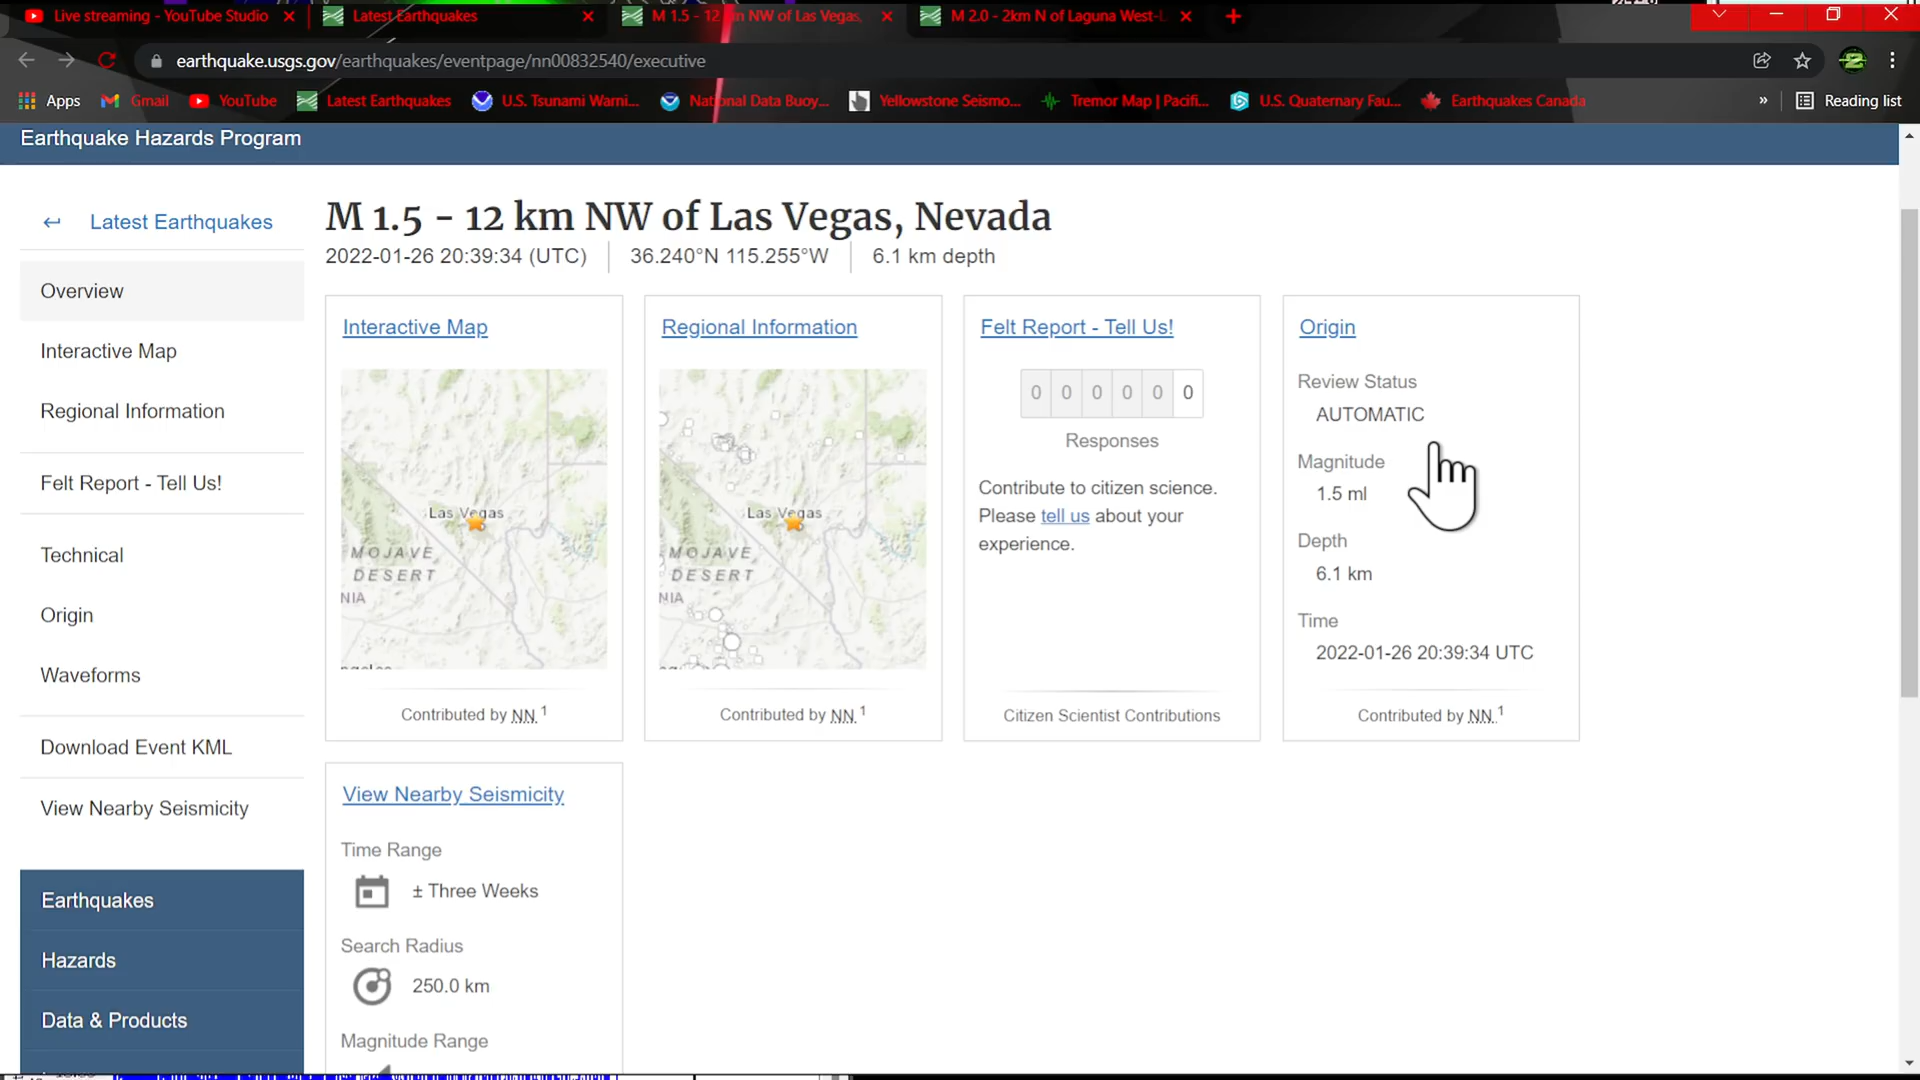 Live streaming - YouTube Studio
Latest Earthquakes
M 1.5 - 12 km NW of Las Vegas,
M 2.0 - 2km N of Laguna West-L
earthquake.usgs.gov/earthquakes/eventpage/nn00832540/executive
Apps
Gmail
YouTube
Latest Earthquakes
U.S. Tsunami Warni...
National Data Buoy...
Yellowstone Seismo...
Tremor Map | Pacifi...
U.S. Quaternary Fau...
Earthquakes Canada
»
Reading list
Earthquake Hazards Program
Latest Earthquakes
Overview
Interactive Map
Regional Information
Felt Report - Tell Us!
Technical
Origin
Waveforms
Download Event KML
View Nearby Seismicity
Earthquakes
Hazards
Data & Products
M 1.5 - 12 km NW of Las Vegas, Nevada
2022-01-26 20:39:34 (UTC)
36.240°N 115.255°W
6.1 km depth
Interactive Map
Las Vegas
MOJAVE
DESERT
NIA
Contributed by NN 1
Regional Information
Las Vegas
MOJAVE
DESERT
NIA
Contributed by NN 1
Felt Report - Tell Us!
0 0 0 0 0 0
Responses
Contribute to citizen science.
Please tell us about your
experience.
Citizen Scientist Contributions
Origin
Review Status
AUTOMATIC
Magnitude
1.5 ml
Depth
6.1 km
Time
2022-01-26 20:39:34 UTC
Contributed by NN 1
View Nearby Seismicity
Time Range
± Three Weeks
Search Radius
250.0 km
Magnitude Range